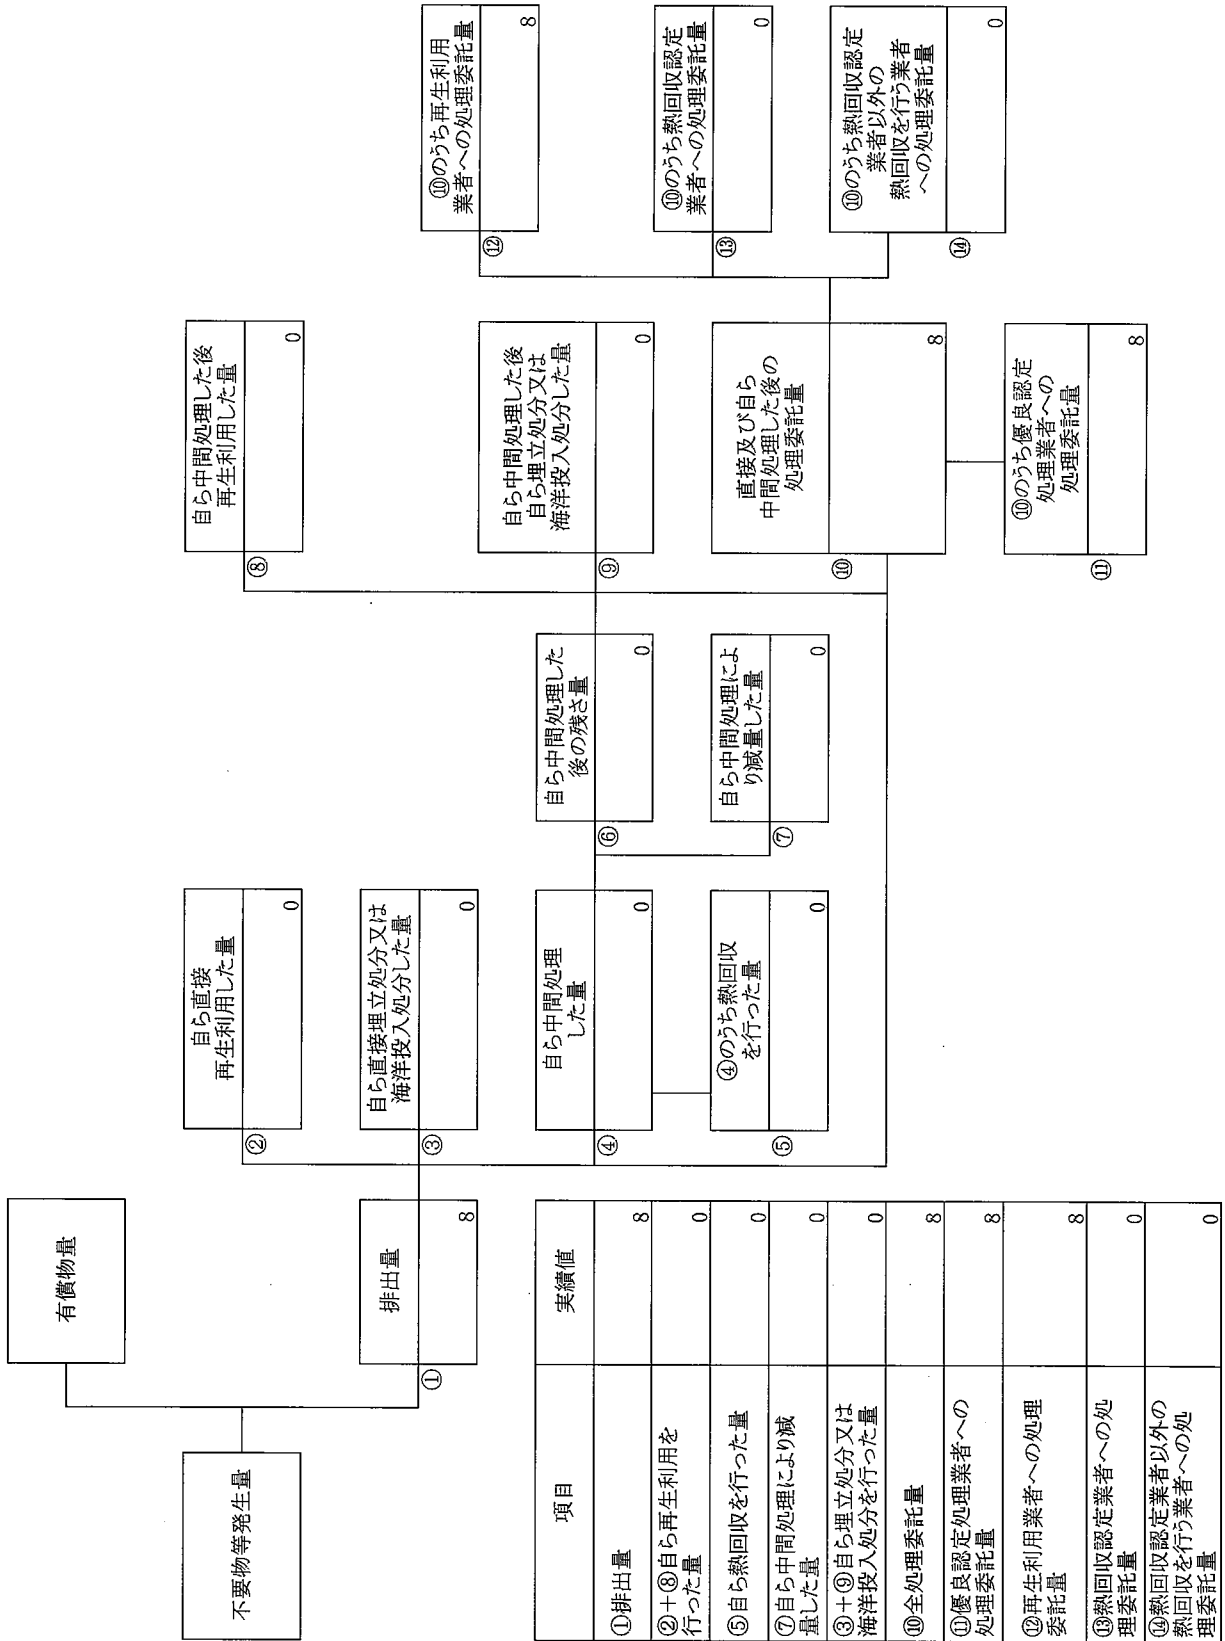 不要物等発生量
有償物量
排出量
①
8
自ら直接
再生利用した量
②
0
自ら直接埋立処分又は
海洋投入処分した量
③
0
自ら中間処理
した量
④
0
④のうち熱回収
を行った量
⑤
0
自ら中間処理した
後の残さ量
⑥
0
自ら中間処理によ
り減量した量
⑦
0
自ら中間処理した後
再生利用した量
⑧
0
自ら中間処理した後
自ら埋立処分又は
海洋投入処分した量
⑨
0
直接及び自ら
中間処理した後の
処理委託量
⑩
8
⑩のうち優良認定
処理業者への
処理委託量
⑪
8
⑩のうち再生利用
業者への処理委託量
⑫
8
⑩のうち熱回収認定
業者への処理委託量
⑬
0
⑩のうち熱回収認定
業者以外の
熱回収を行う業者
への処理委託量
⑭
0
項目 実績値
①排出量 8
②+⑧自ら再生利用を
行った量 0
⑤自ら熱回収を行った量 0
⑦自ら中間処理により減
量した量 0
③+⑨自ら埋立処分又は
海洋投入処分を行った量 0
⑩全処理委託量 8
⑪優良認定処理業者への
処理委託量 8
⑫再生利用業者への処理
委託量 8
⑬熱回収認定業者への処
理委託量 0
⑭熱回収認定業者以外の
熱回収を行う業者への処
理委託量 0